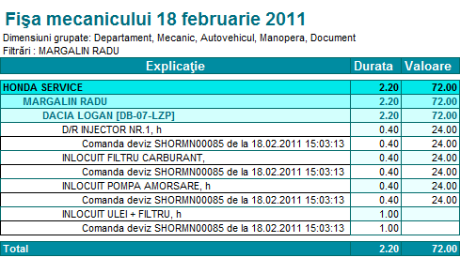 Fişa mecanicului 18 februarie 2011
Dimensiuni grupate: Departament, Mecanic, Autovehicul, Manopera, Document
Filtrări : MARGALIN RADU
Explicaţie Durata Valoare
HONDA SERVICE 2.20 72.00
MARGALIN RADU 2.20 72.00
DACIA LOGAN [DB-07-LZP] 2.20 72.00
D/R INJECTOR NR.1, h 0.40 24.00
Comanda deviz SHORMN00085 de la 18.02.2011 15:03:13 0.40 24.00
INLOCUIT FILTRU CARBURANT, 0.40 24.00
Comanda deviz SHORMN00085 de la 18.02.2011 15:03:13 0.40 24.00
INLOCUIT POMPA AMORSARE, h 0.40 24.00
Comanda deviz SHORMN00085 de la 18.02.2011 15:03:13 0.40 24.00
INLOCUIT ULEI + FILTRU, h 1.00
Comanda deviz SHORMN00085 de la 18.02.2011 15:03:13 1.00
Total 2.20 72.00